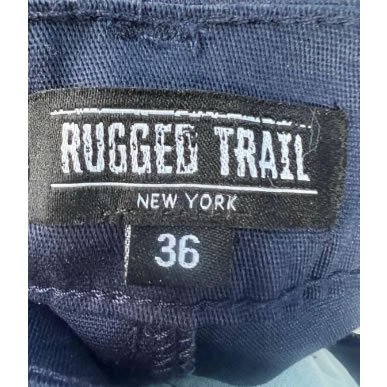 RUGGED TRAIL
NEW YORK
36